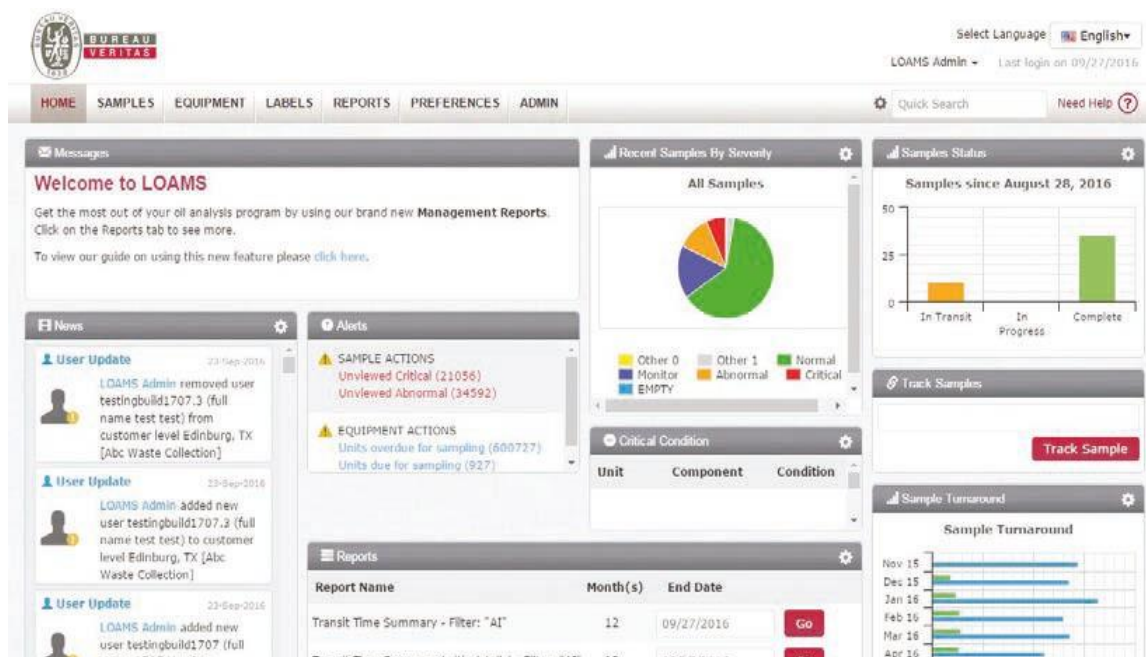 BUREAU
VERITAS
1828
Select Language English
LOAMS Admin Last login on 09/27/2016
HOME SAMPLES EQUIPMENT LABELS REPORTS PREFERENCES ADMIN
Quick Search Need Help ?
Messages
Welcome to LOAMS
Get the most out of your oil analysis program by using our brand new Management Reports.
Click on the Reports tab to see more.
To view our guide on using this new feature please click here.
News
User Update 23-Sep-2016
LOAMS Admin removed user
testingbuild1707.3 (full
name test test) from
customer level Edinburg, TX
[Abc Waste Collection]
User Update 23-Sep-2016
LOAMS Admin added new
user testingbuild1707.3 (full
name test test) to customer
level Edinburg, TX [Abc
Waste Collection]
User Update 23-Sep-2016
LOAMS Admin added new
user testingbuild1707 (full
Alerts
SAMPLE ACTIONS
Unviewed Critical (21056)
Unviewed Abnormal (34592)
EQUIPMENT ACTIONS
Units overdue for sampling (600727)
Units due for sampling (927)
Recent Samples By Severity
All Samples
Other 0 Other 1 Normal
Monitor Abnormal Critical
EMPTY
Critical Condition
Unit Component Condition
Reports
Report Name Month(s) End Date
Transit Time Summary - Filter: "AI" 12 09/27/2016 Go
Samples Status
Samples since August 28, 2016
50
25
0
In Transit In Progress Complete
Track Samples
Track Sample
Sample Turnaround
Sample Turnaround
Nov 15
Dec 15
Jan 16
Feb 16
Mar 16
Apr 16